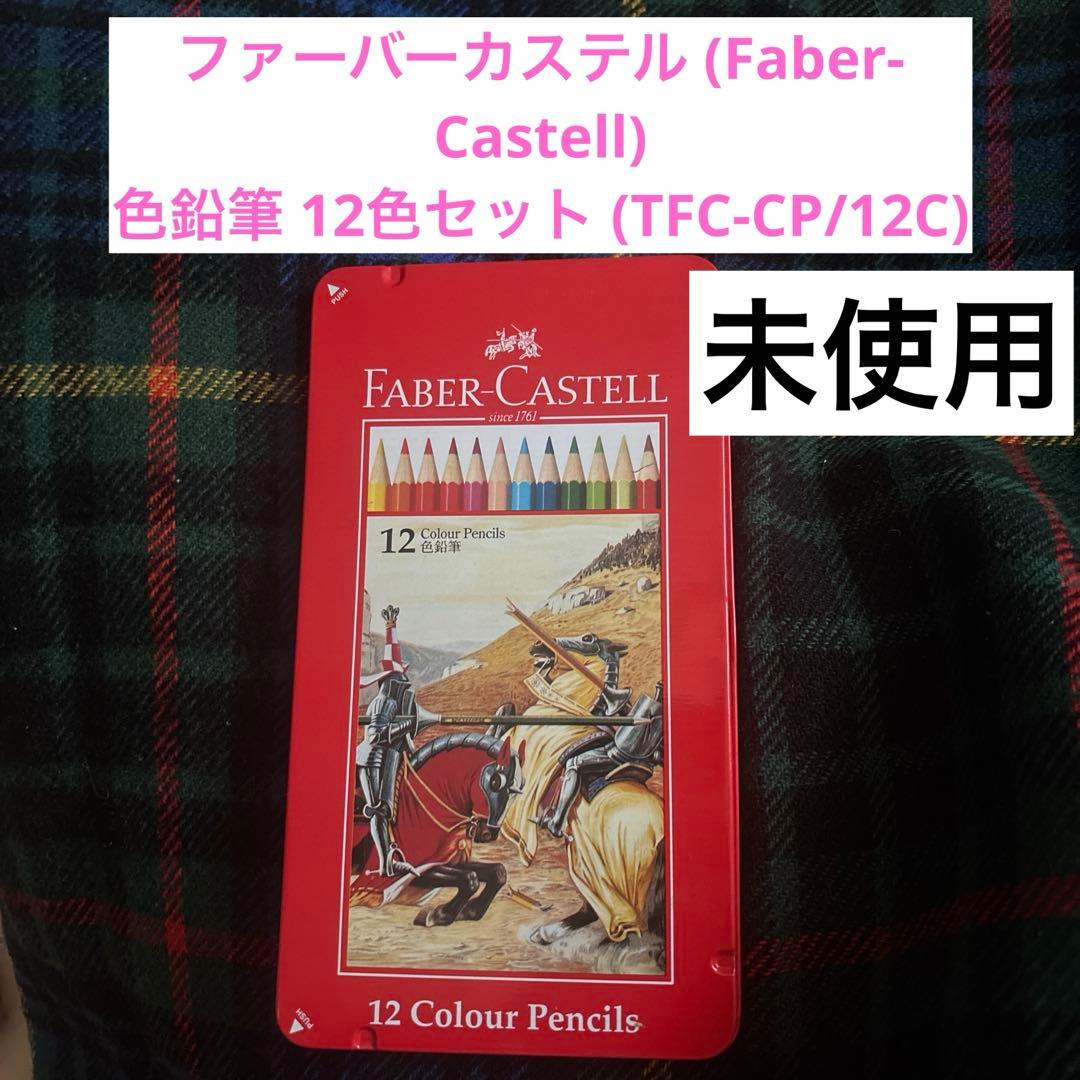 ファーバーカステル (Faber-
Castell)
色鉛筆 12色セット (TFC-CP/12C)
未使用
PUSH
FABER-CASTELL
since 1761
12 Colour Pencils
色鉛筆
PUSH
12 Colour Pencils